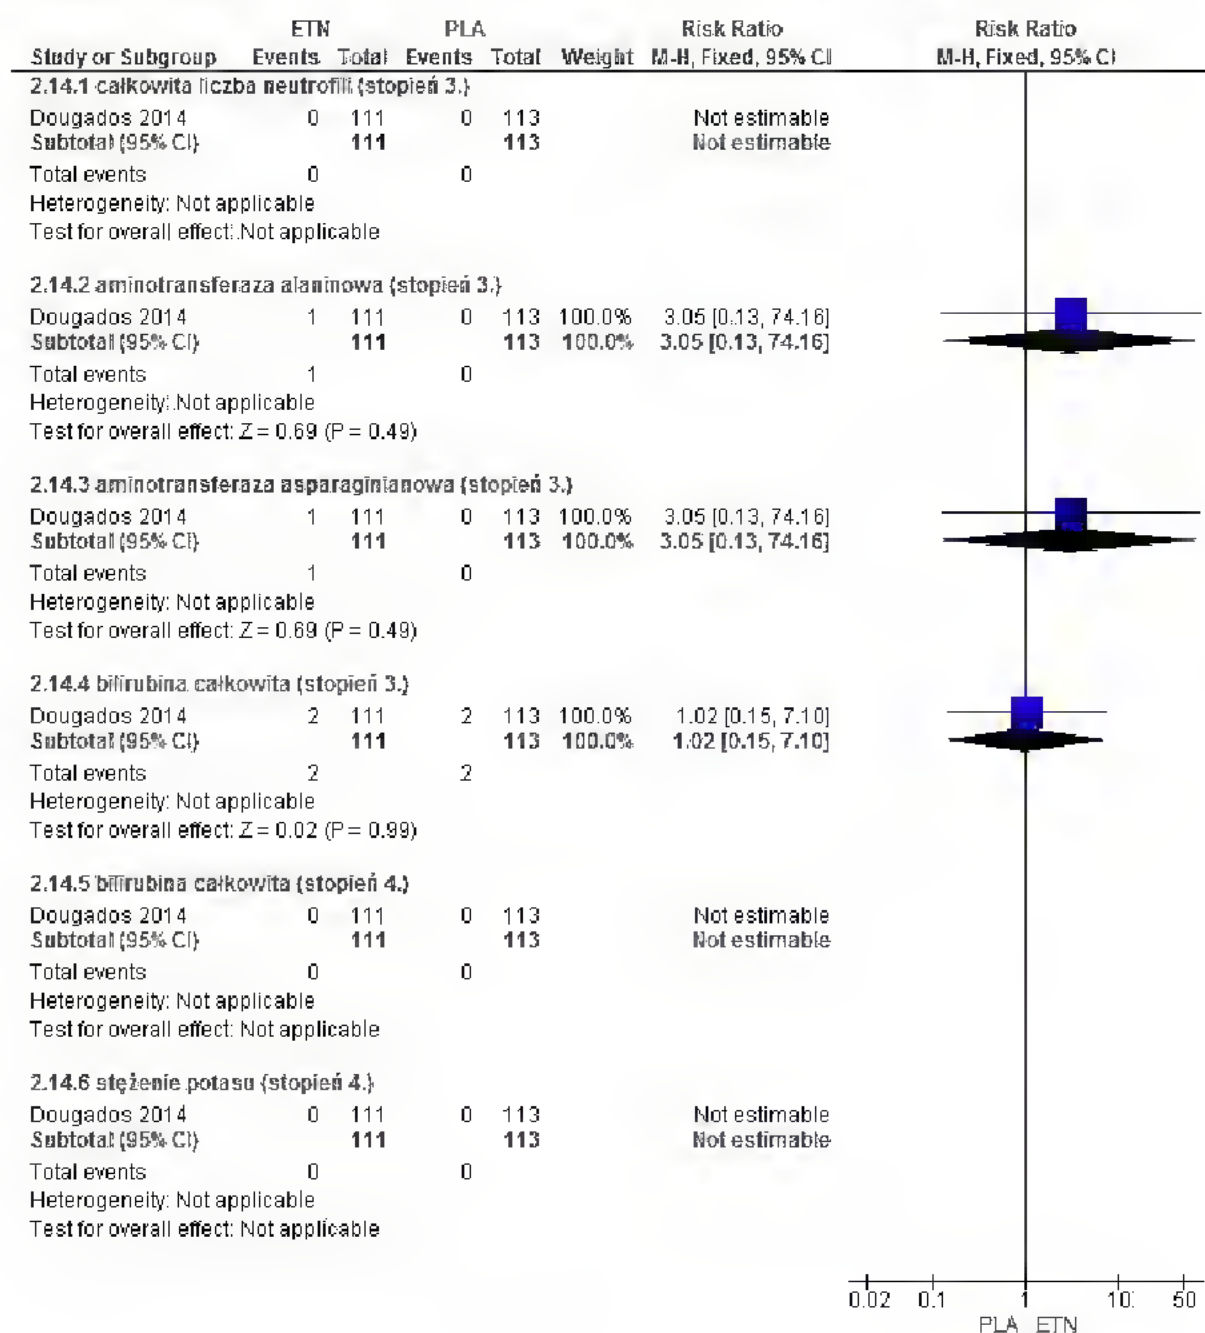 ETN PLA Risk Ratio Risk Ratio
Study or Subgroup Events Total Events Total Weight M-H, Fixed, 95% CI M-H, Fixed, 95% CI
2.14.1 całkowita liczba neutrofili (stopień 3.)
Dougados 2014 0 111 0 113 Not estimable
Subtotal (95% CI) 111 113 Not estimable
Total events 0 0
Heterogeneity: Not applicable
Test for overall effect: Not applicable
2.14.2 aminotransferaza alaninowa (stopień 3.)
Dougados 2014 1 111 0 113 100.0% 3.05 [0.13, 74.16]
Subtotal (95% CI) 111 113 100.0% 3.05 [0.13, 74.16]
Total events 1 0
Heterogeneity: Not applicable
Test for overall effect: Z = 0.69 (P = 0.49)
2.14.3 aminotransferaza asparaginianowa (stopień 3.)
Dougados 2014 1 111 0 113 100.0% 3.05 [0.13, 74.16]
Subtotal (95% CI) 111 113 100.0% 3.05 [0.13, 74.16]
Total events 1 0
Heterogeneity: Not applicable
Test for overall effect: Z = 0.69 (P = 0.49)
2.14.4 bilirubina całkowita (stopień 3.)
Dougados 2014 2 111 2 113 100.0% 1.02 [0.15, 7.10]
Subtotal (95% CI) 111 113 100.0% 1.02 [0.15, 7.10]
Total events 2 2
Heterogeneity: Not applicable
Test for overall effect: Z = 0.02 (P = 0.99)
2.14.5 bilirubina całkowita (stopień 4.)
Dougados 2014 0 111 0 113 Not estimable
Subtotal (95% CI) 111 113 Not estimable
Total events 0 0
Heterogeneity: Not applicable
Test for overall effect: Not applicable
2.14.6 stężenie potasu (stopień 4.)
Dougados 2014 0 111 0 113 Not estimable
Subtotal (95% CI) 111 113 Not estimable
Total events 0 0
Heterogeneity: Not applicable
Test for overall effect: Not applicable
0.02 0.1 1 10 50
PLA ETN